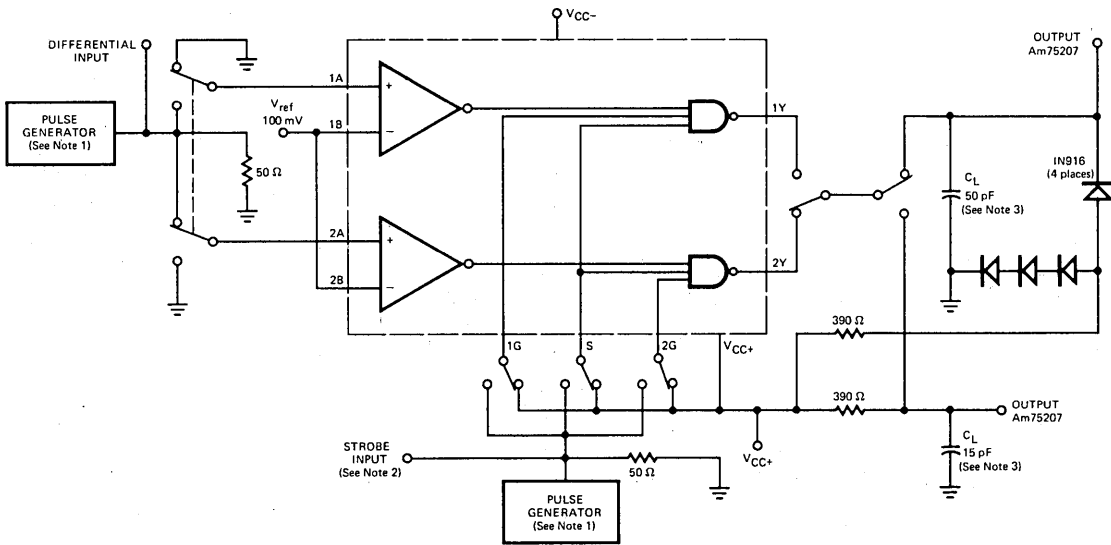 VCC–
DIFFERENTIAL
INPUT
OUTPUT
Am75207
1A
+
PULSE
GENERATOR
(See Note 1)
Vref
100 mV
1B
–
1Y
50 Ω
CL
50 pF
(See Note 3)
IN916
(4 places)
2A
+
2B
–
2Y
390 Ω
1G
S
2G
VCC+
390 Ω
OUTPUT
Am75207
STROBE
INPUT
(See Note 2)
50 Ω
VCC+
CL
15 pF
(See Note 3)
PULSE
GENERATOR
(See Note 1)